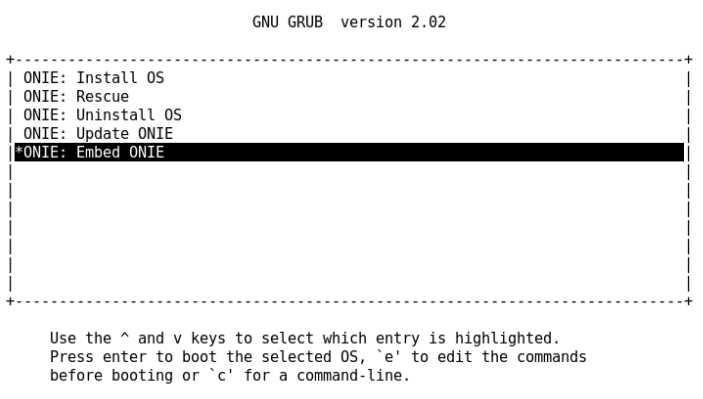 GNU GRUB  version 2.02
ONIE: Install OS
ONIE: Rescue
ONIE: Uninstall OS
ONIE: Update ONIE
*ONIE: Embed ONIE
Use the ^ and v keys to select which entry is highlighted.
Press enter to boot the selected OS, `e' to edit the commands
before booting or `c' for a command-line.